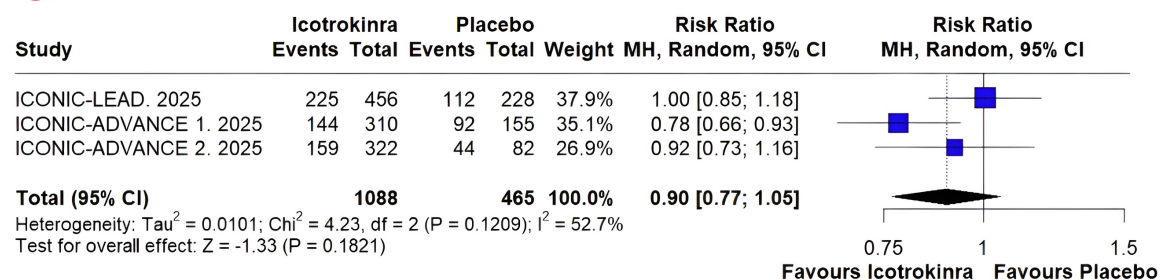 Icotrokinra Placebo Risk Ratio Risk Ratio
Study Events Total Events Total Weight MH, Random, 95% CI MH, Random, 95% CI
ICONIC-LEAD. 2025 225 456 112 228 37.9% 1.00 [0.85; 1.18]
ICONIC-ADVANCE 1. 2025 144 310 92 155 35.1% 0.78 [0.66; 0.93]
ICONIC-ADVANCE 2. 2025 159 322 44 82 26.9% 0.92 [0.73; 1.16]
Total (95% CI) 1088 465 100.0% 0.90 [0.77; 1.05]
Heterogeneity: Tau² = 0.0101; Chi² = 4.23, df = 2 (P = 0.1209); I² = 52.7%
Test for overall effect: Z = -1.33 (P = 0.1821)
0.75 1 1.5
Favours Icotrokinra Favours Placebo